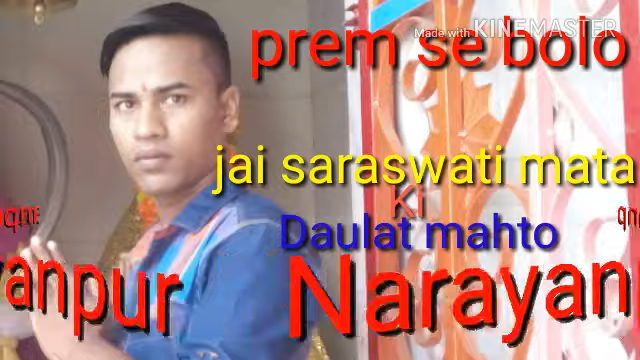 Made with KINEMASTER
prem se bolo
jai saraswati mata
ki
Daulat mahto
anpur Narayan